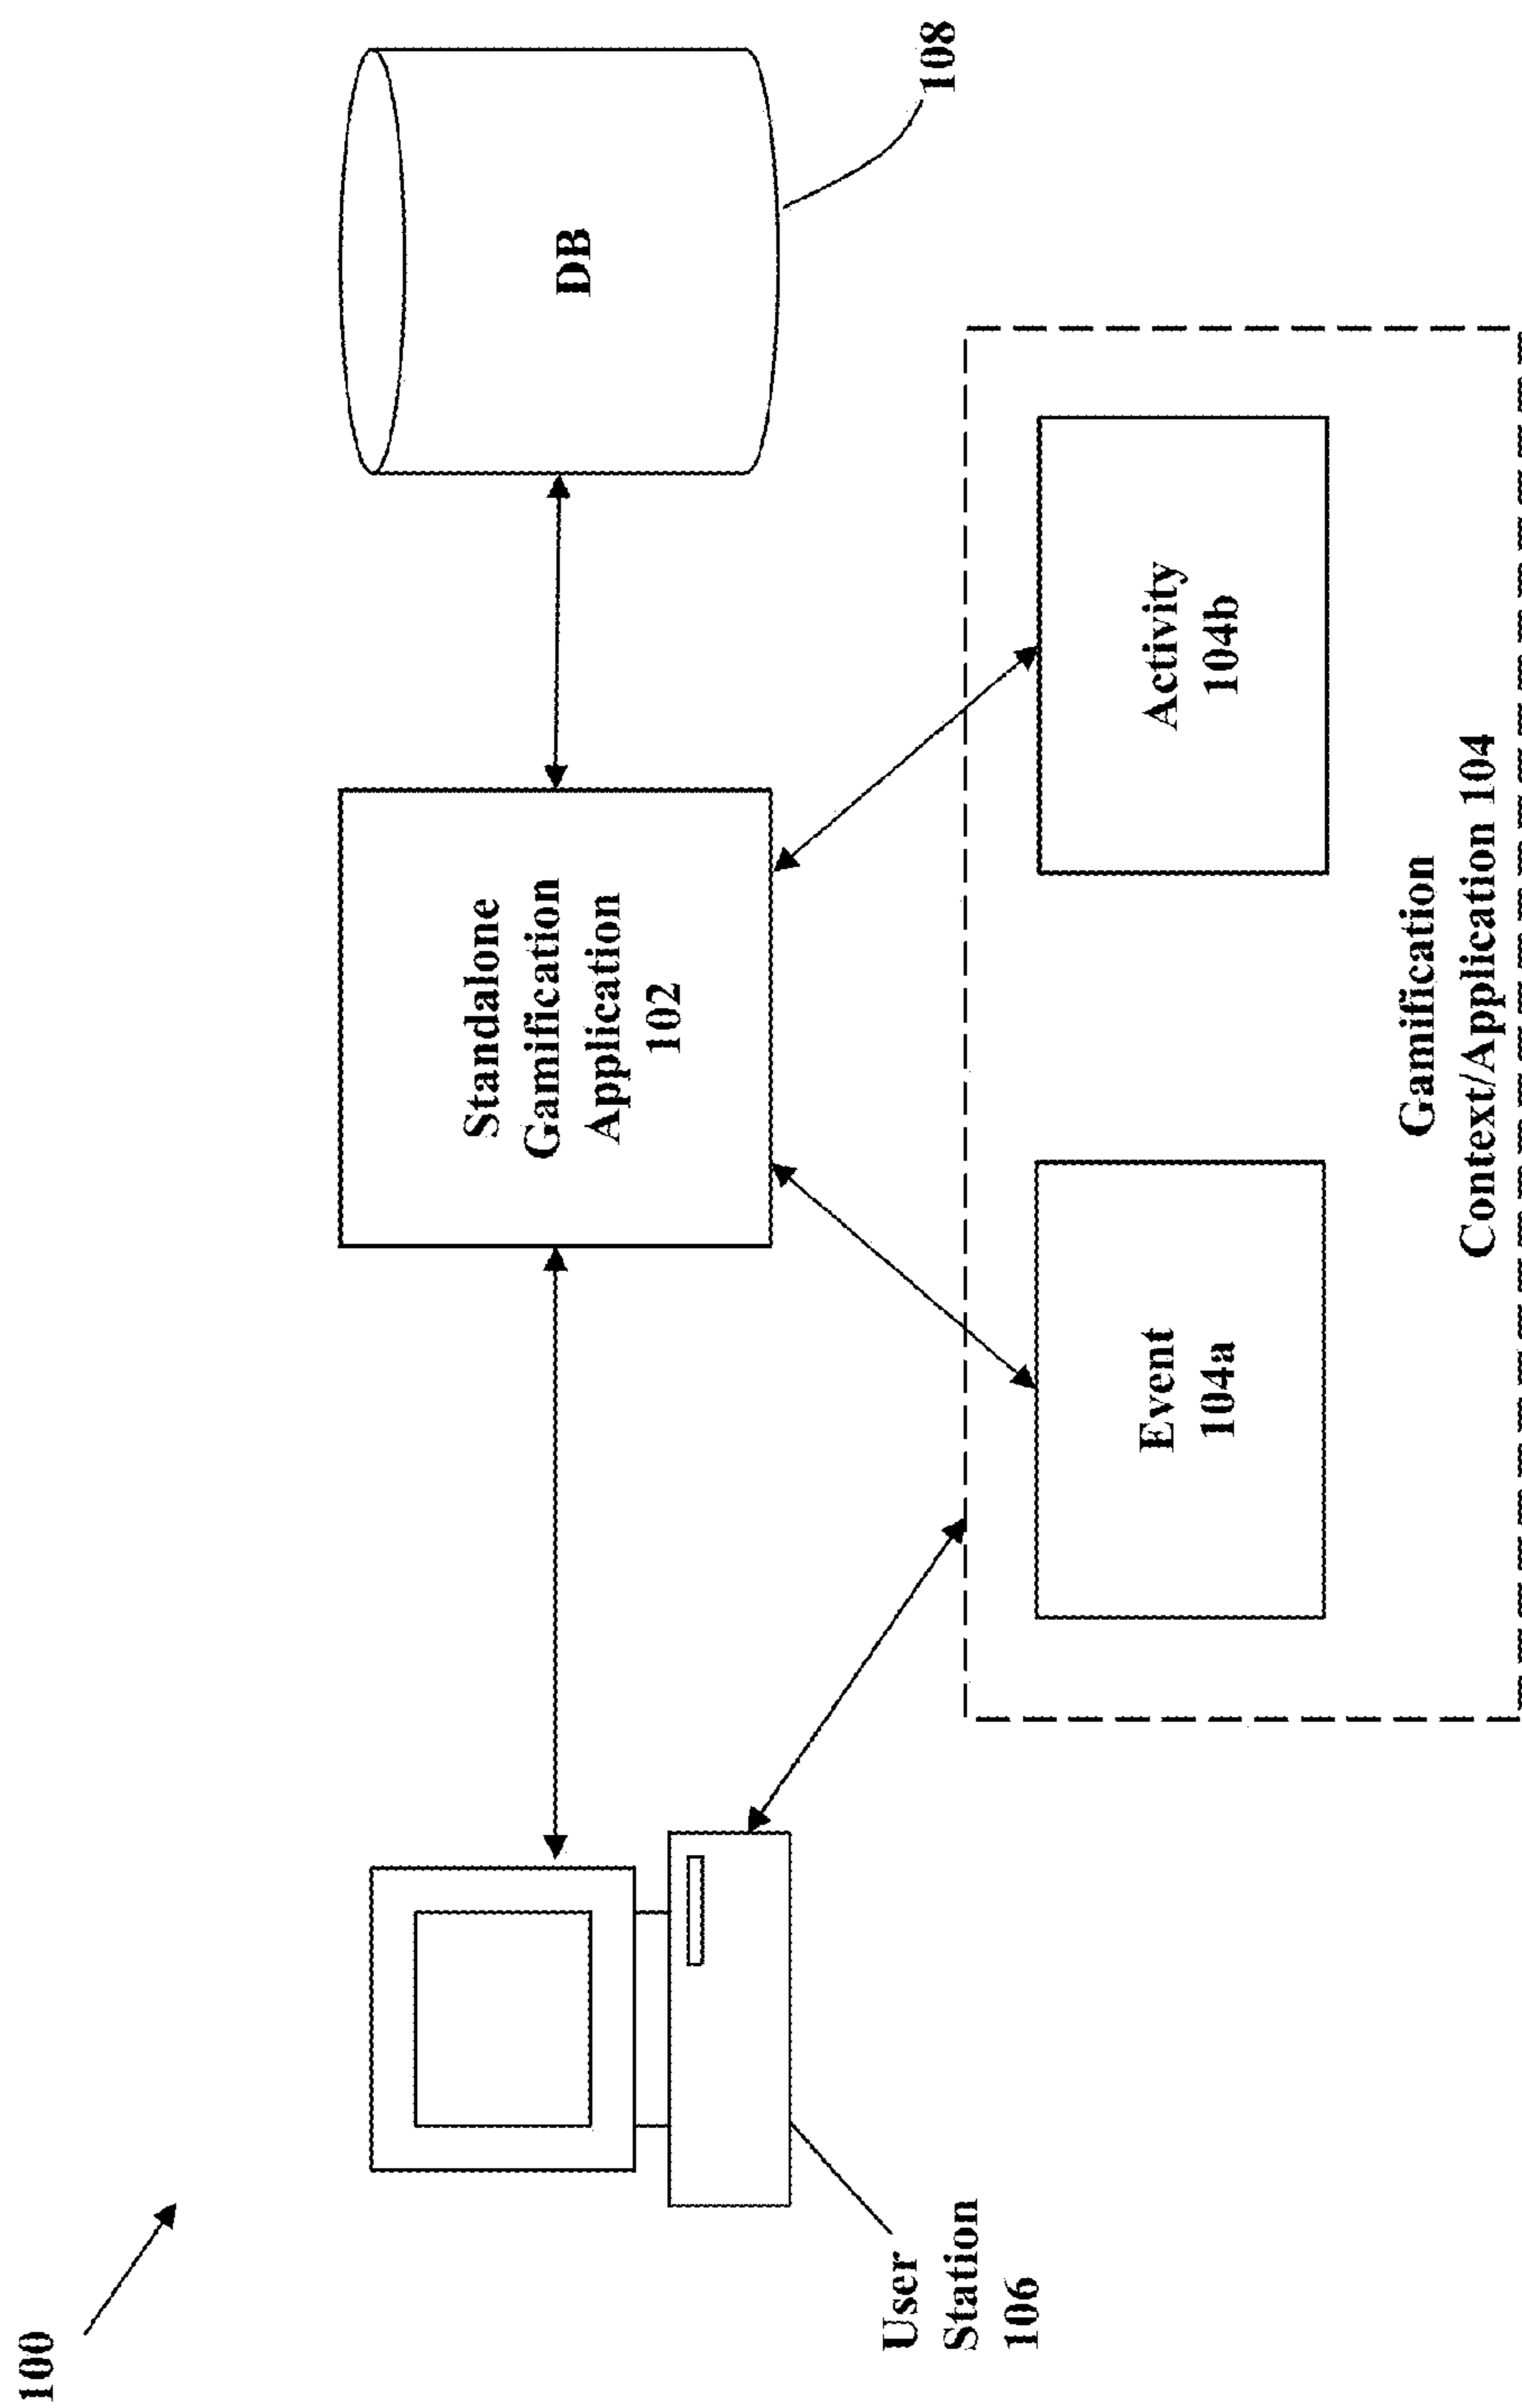 100
DB
108
Standalone
Gamification
Application
102
Activity
104b
Event
104a
Gamification
Context/Application 104
User
Station
106